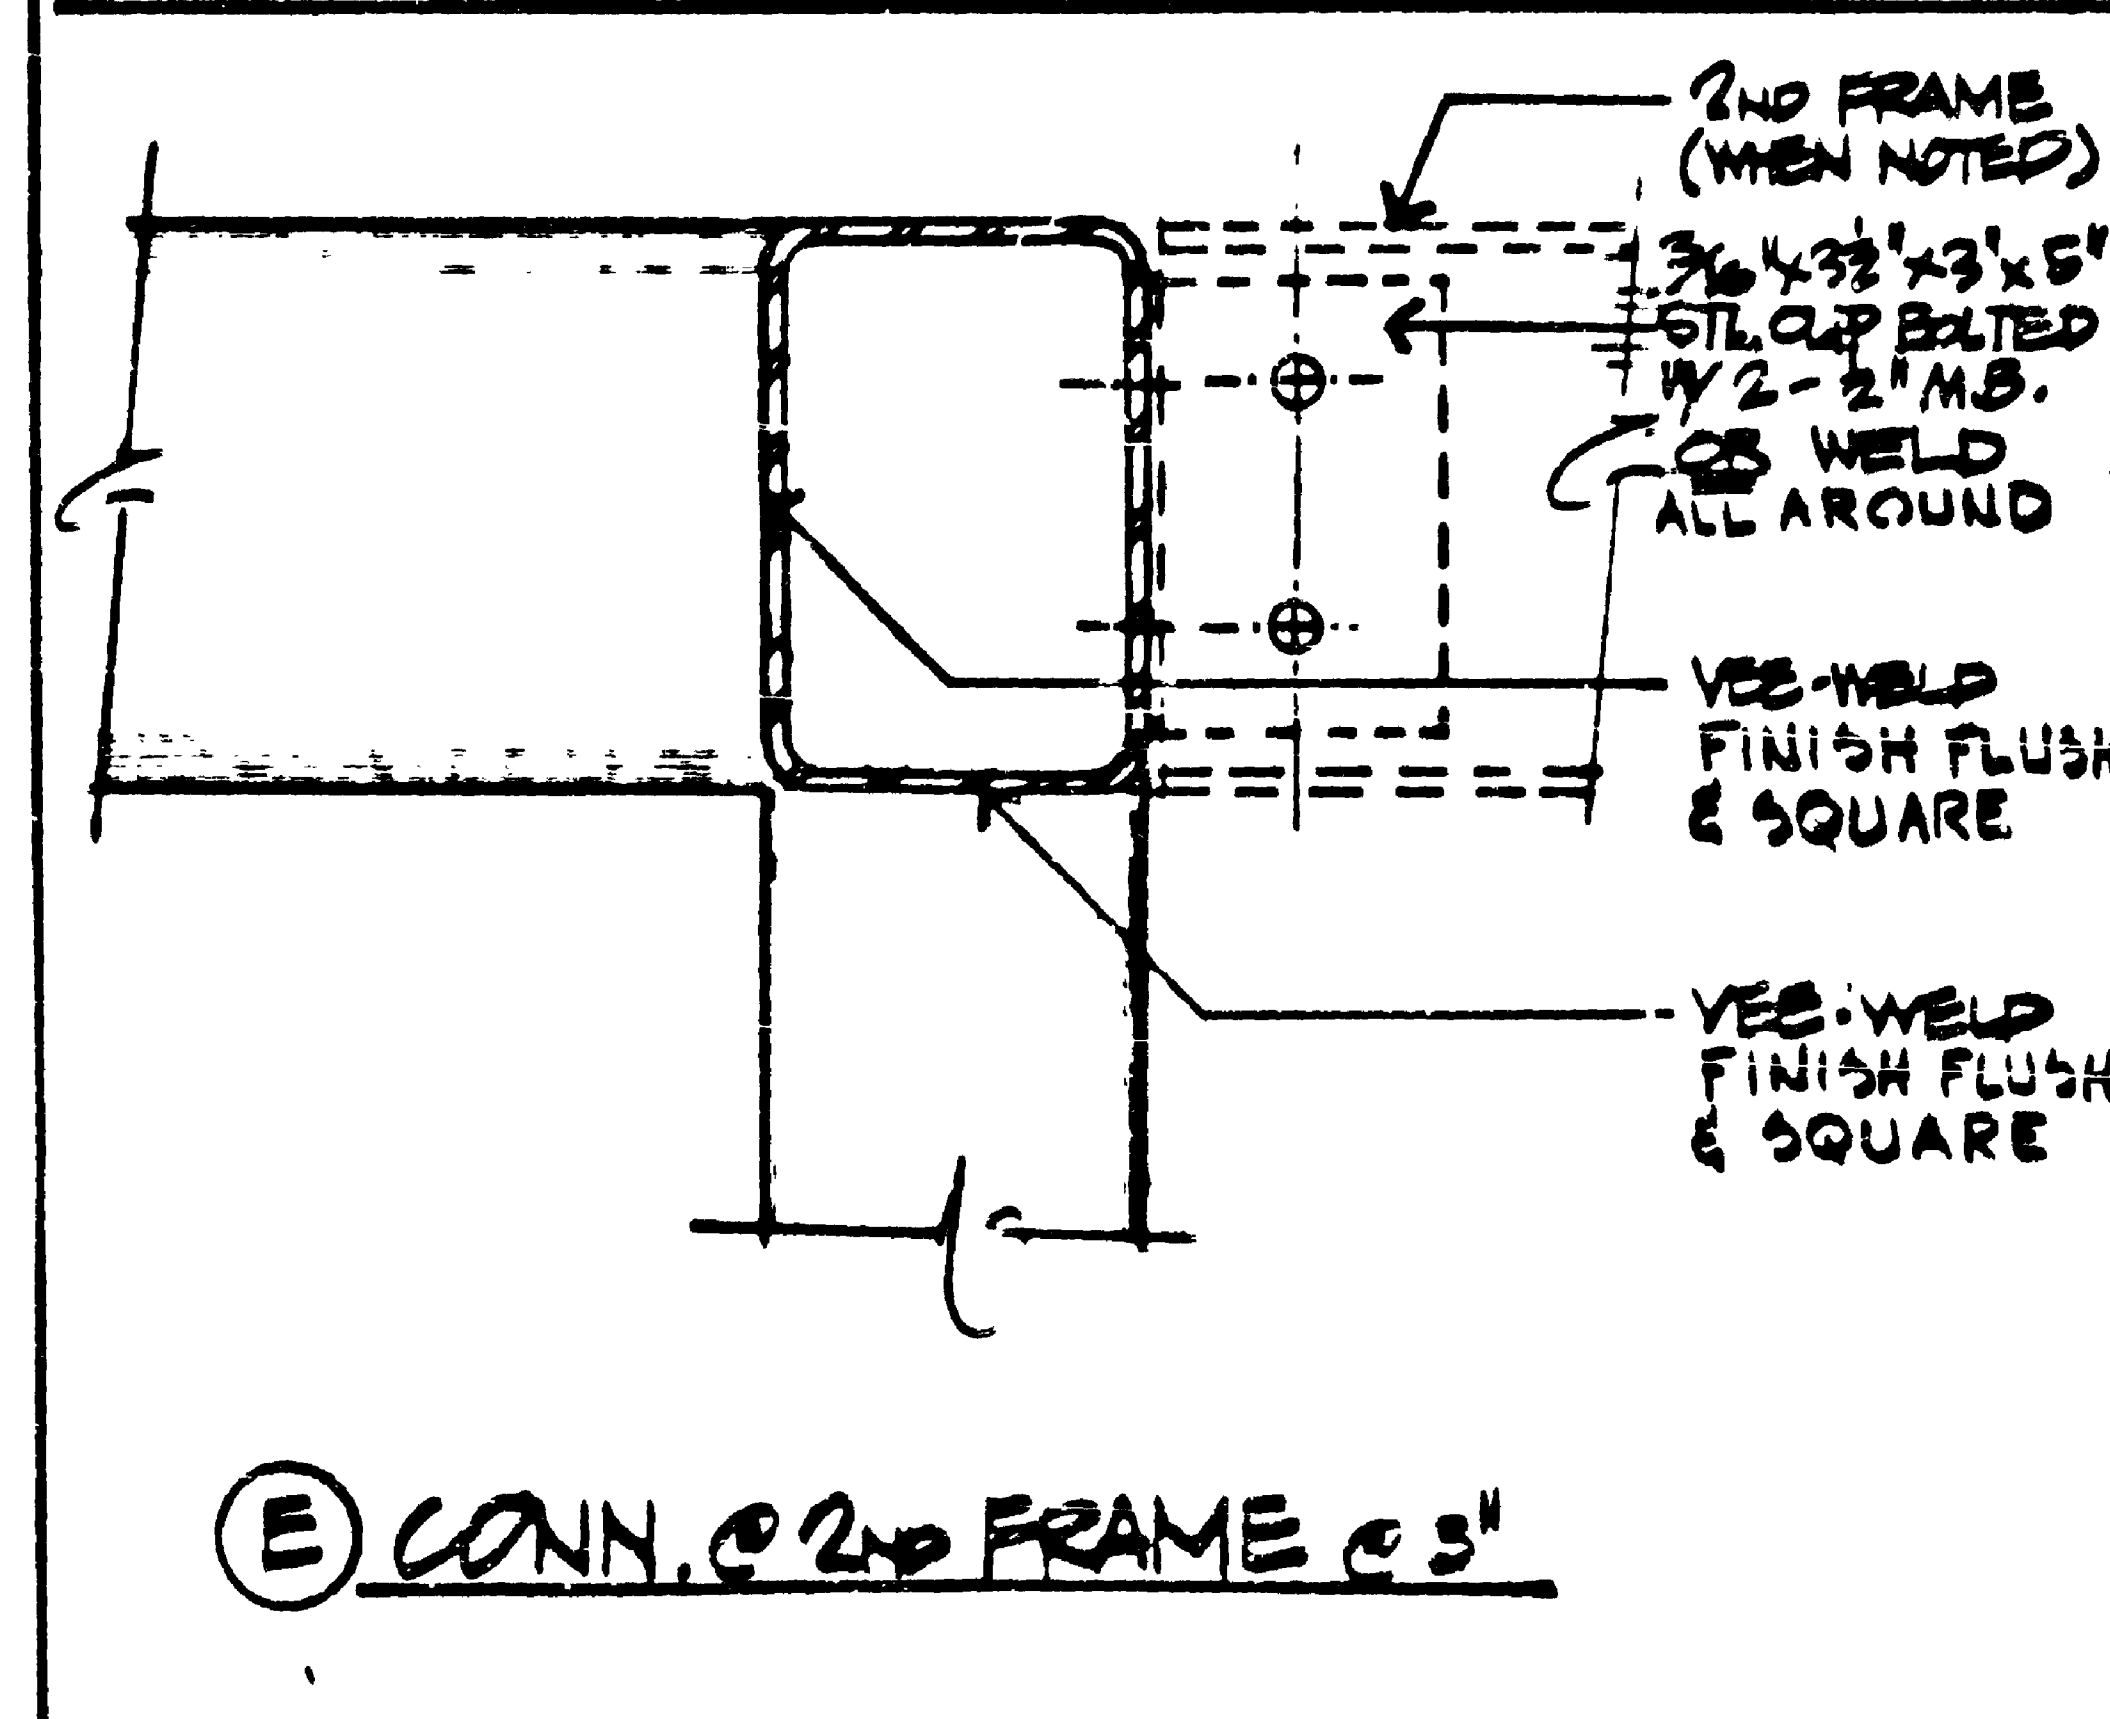 2ND FRAME
(WHEN NOTED)
3/16"x3½"x3"x5"
STL. CLIP BOLTED
W/ 2 - ½" M.B.
OR WELD
ALL AROUND
VEE-WELD
FINISH FLUSH
& SQUARE
VEE-WELD
FINISH FLUSH
& SQUARE
E CONN. @ 2ND FRAME @ 3"